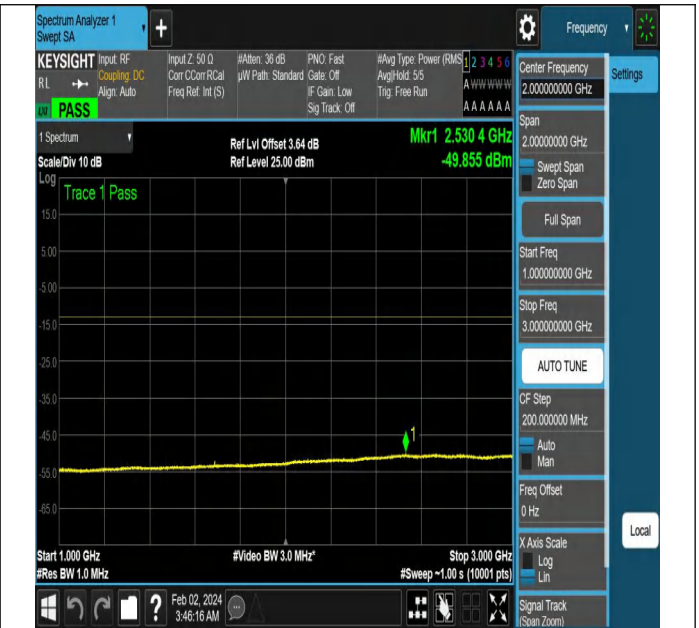 Spectrum Analyzer 1
Swept SA
Frequency
KEYSIGHT
RL
LXI
PASS
Input: RF
Coupling: DC
Align: Auto
Input Z: 50 Ω
Corr CCorr RCal
Freq Ref: Int (S)
#Atten: 36 dB
µW Path: Standard
PNO: Fast
Gate: Off
IF Gain: Low
Sig Track: Off
#Avg Type: Power (RMS)
Avg|Hold: 5/5
Trig: Free Run
1 2 3 4 5 6
A W W W W W
A A A A A A
1 Spectrum
Scale/Div 10 dB
Log
Ref Lvl Offset 3.64 dB
Ref Level 25.00 dBm
Mkr1 2.530 4 GHz
-49.855 dBm
Trace 1 Pass
15.0
5.00
-5.00
-15.0
-25.0
-35.0
-45.0
-55.0
-65.0
1
Start 1.000 GHz
#Res BW 1.0 MHz
#Video BW 3.0 MHz*
Stop 3.000 GHz
#Sweep ~1.00 s (10001 pts)
?
Feb 02, 2024
3:46:16 AM
Center Frequency
2.000000000 GHz
Span
2.00000000 GHz
Swept Span
Zero Span
Full Span
Start Freq
1.000000000 GHz
Stop Freq
3.000000000 GHz
AUTO TUNE
CF Step
200.000000 MHz
Auto
Man
Freq Offset
0 Hz
X Axis Scale
Log
Lin
Signal Track
(Span Zoom)
Settings
Local